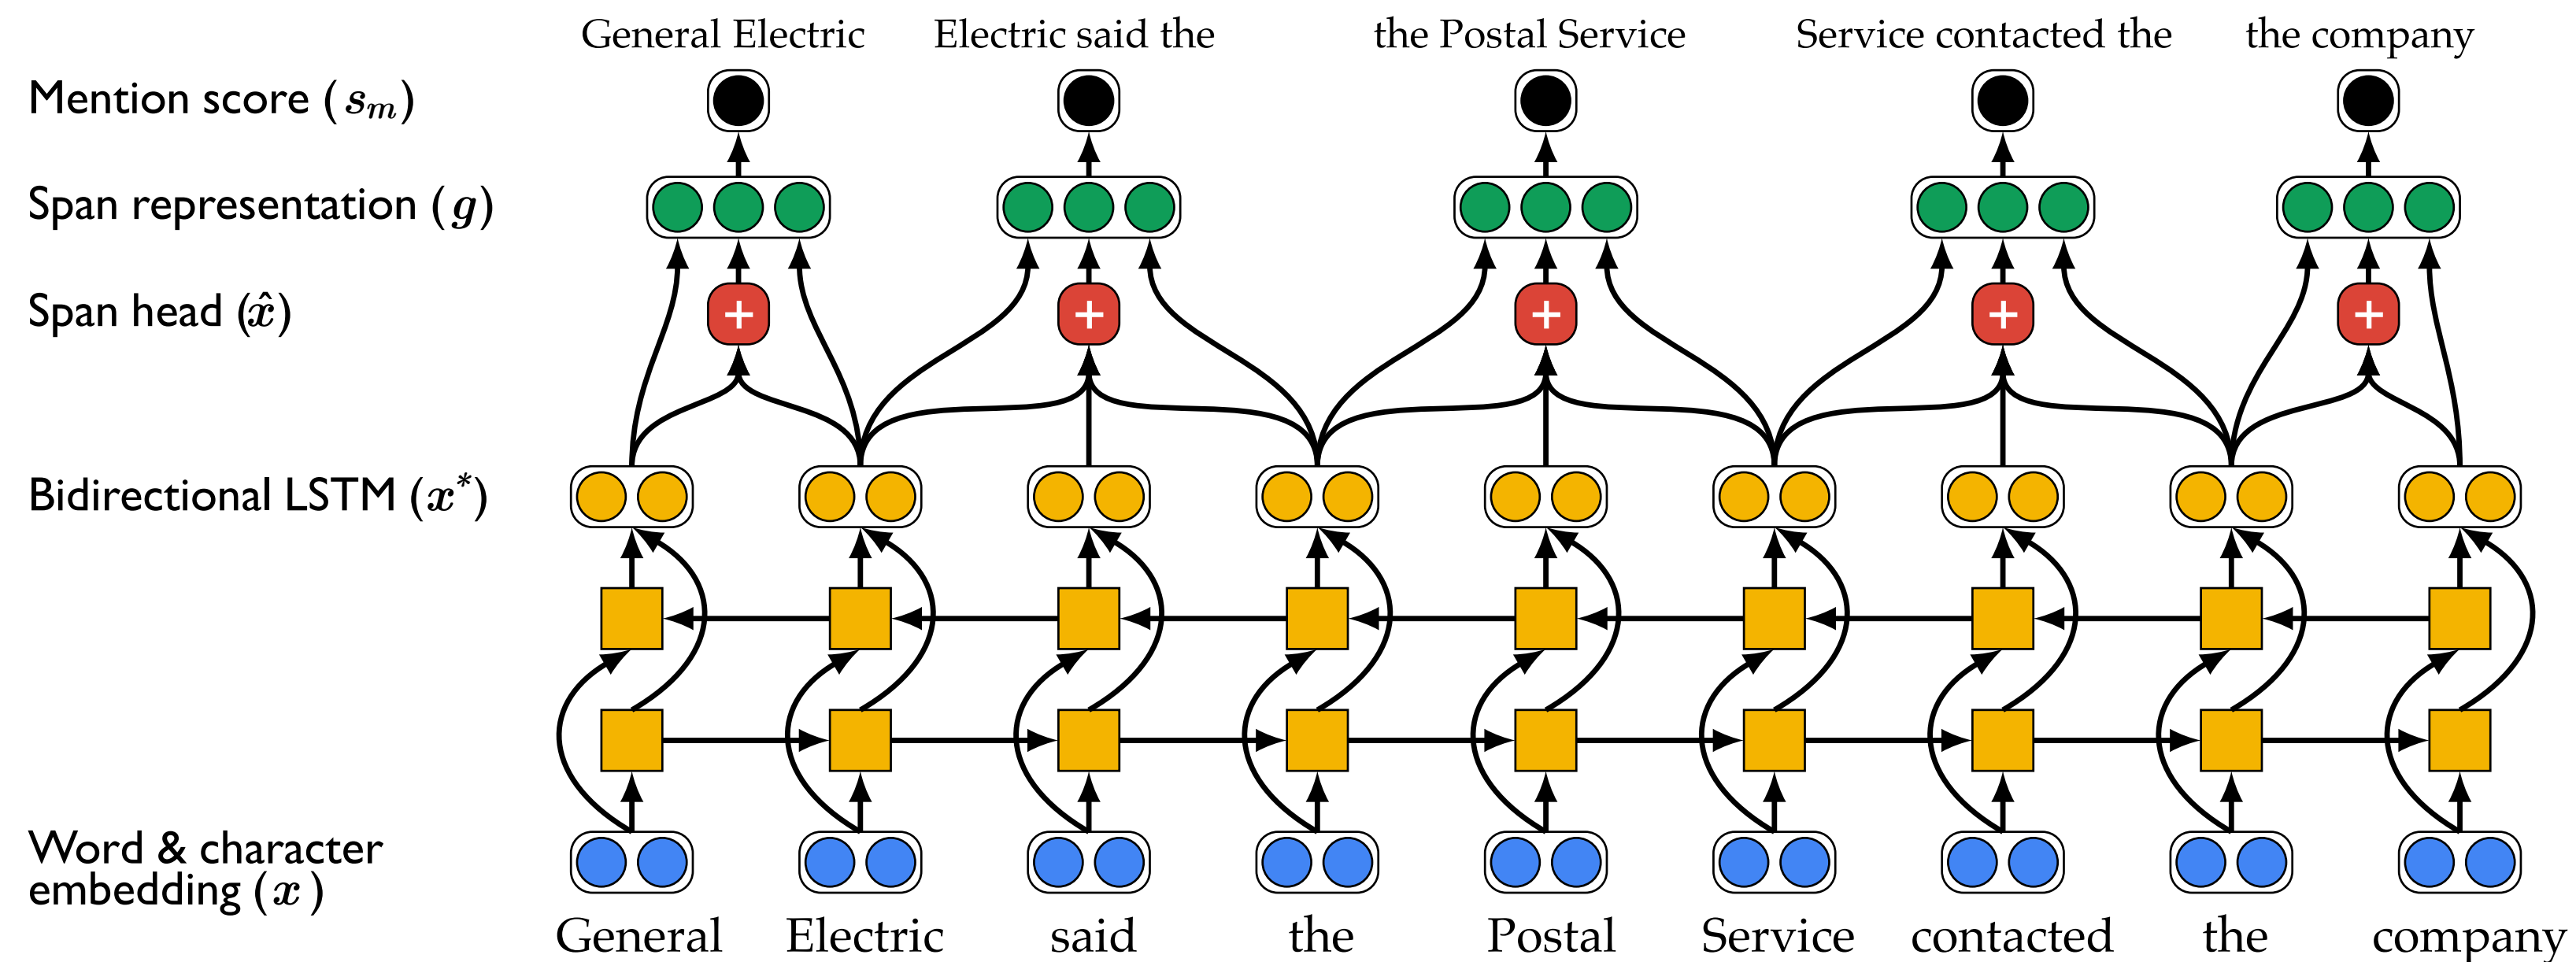 General Electric Electric said the the Postal Service Service contacted the the company
Mention score (sₘ)
Span representation (g)
+ + + + +
Span head (x̂)
Bidirectional LSTM (x*)
Word & character
embedding (x)
General Electric said the Postal Service contacted the company